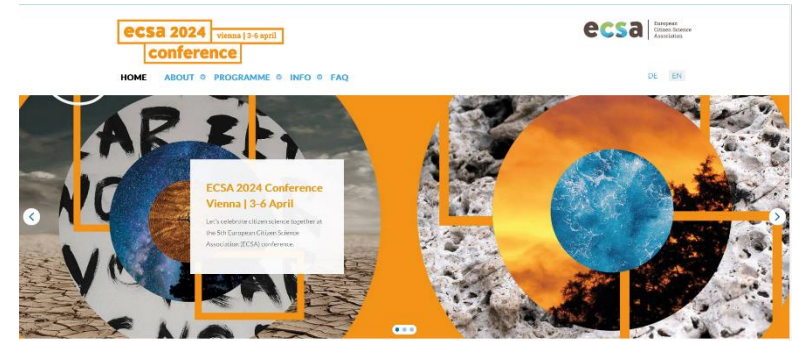 ecsa 2024 vienna | 3-6 april
conference
ecsa European Citizen Science Association
HOME ABOUT PROGRAMME INFO FAQ
DE EN
ECSA 2024 Conference
Vienna | 3-6 April
Let's celebrate citizen science together at
the 5th European Citizen Science
Association (ECSA) conference.